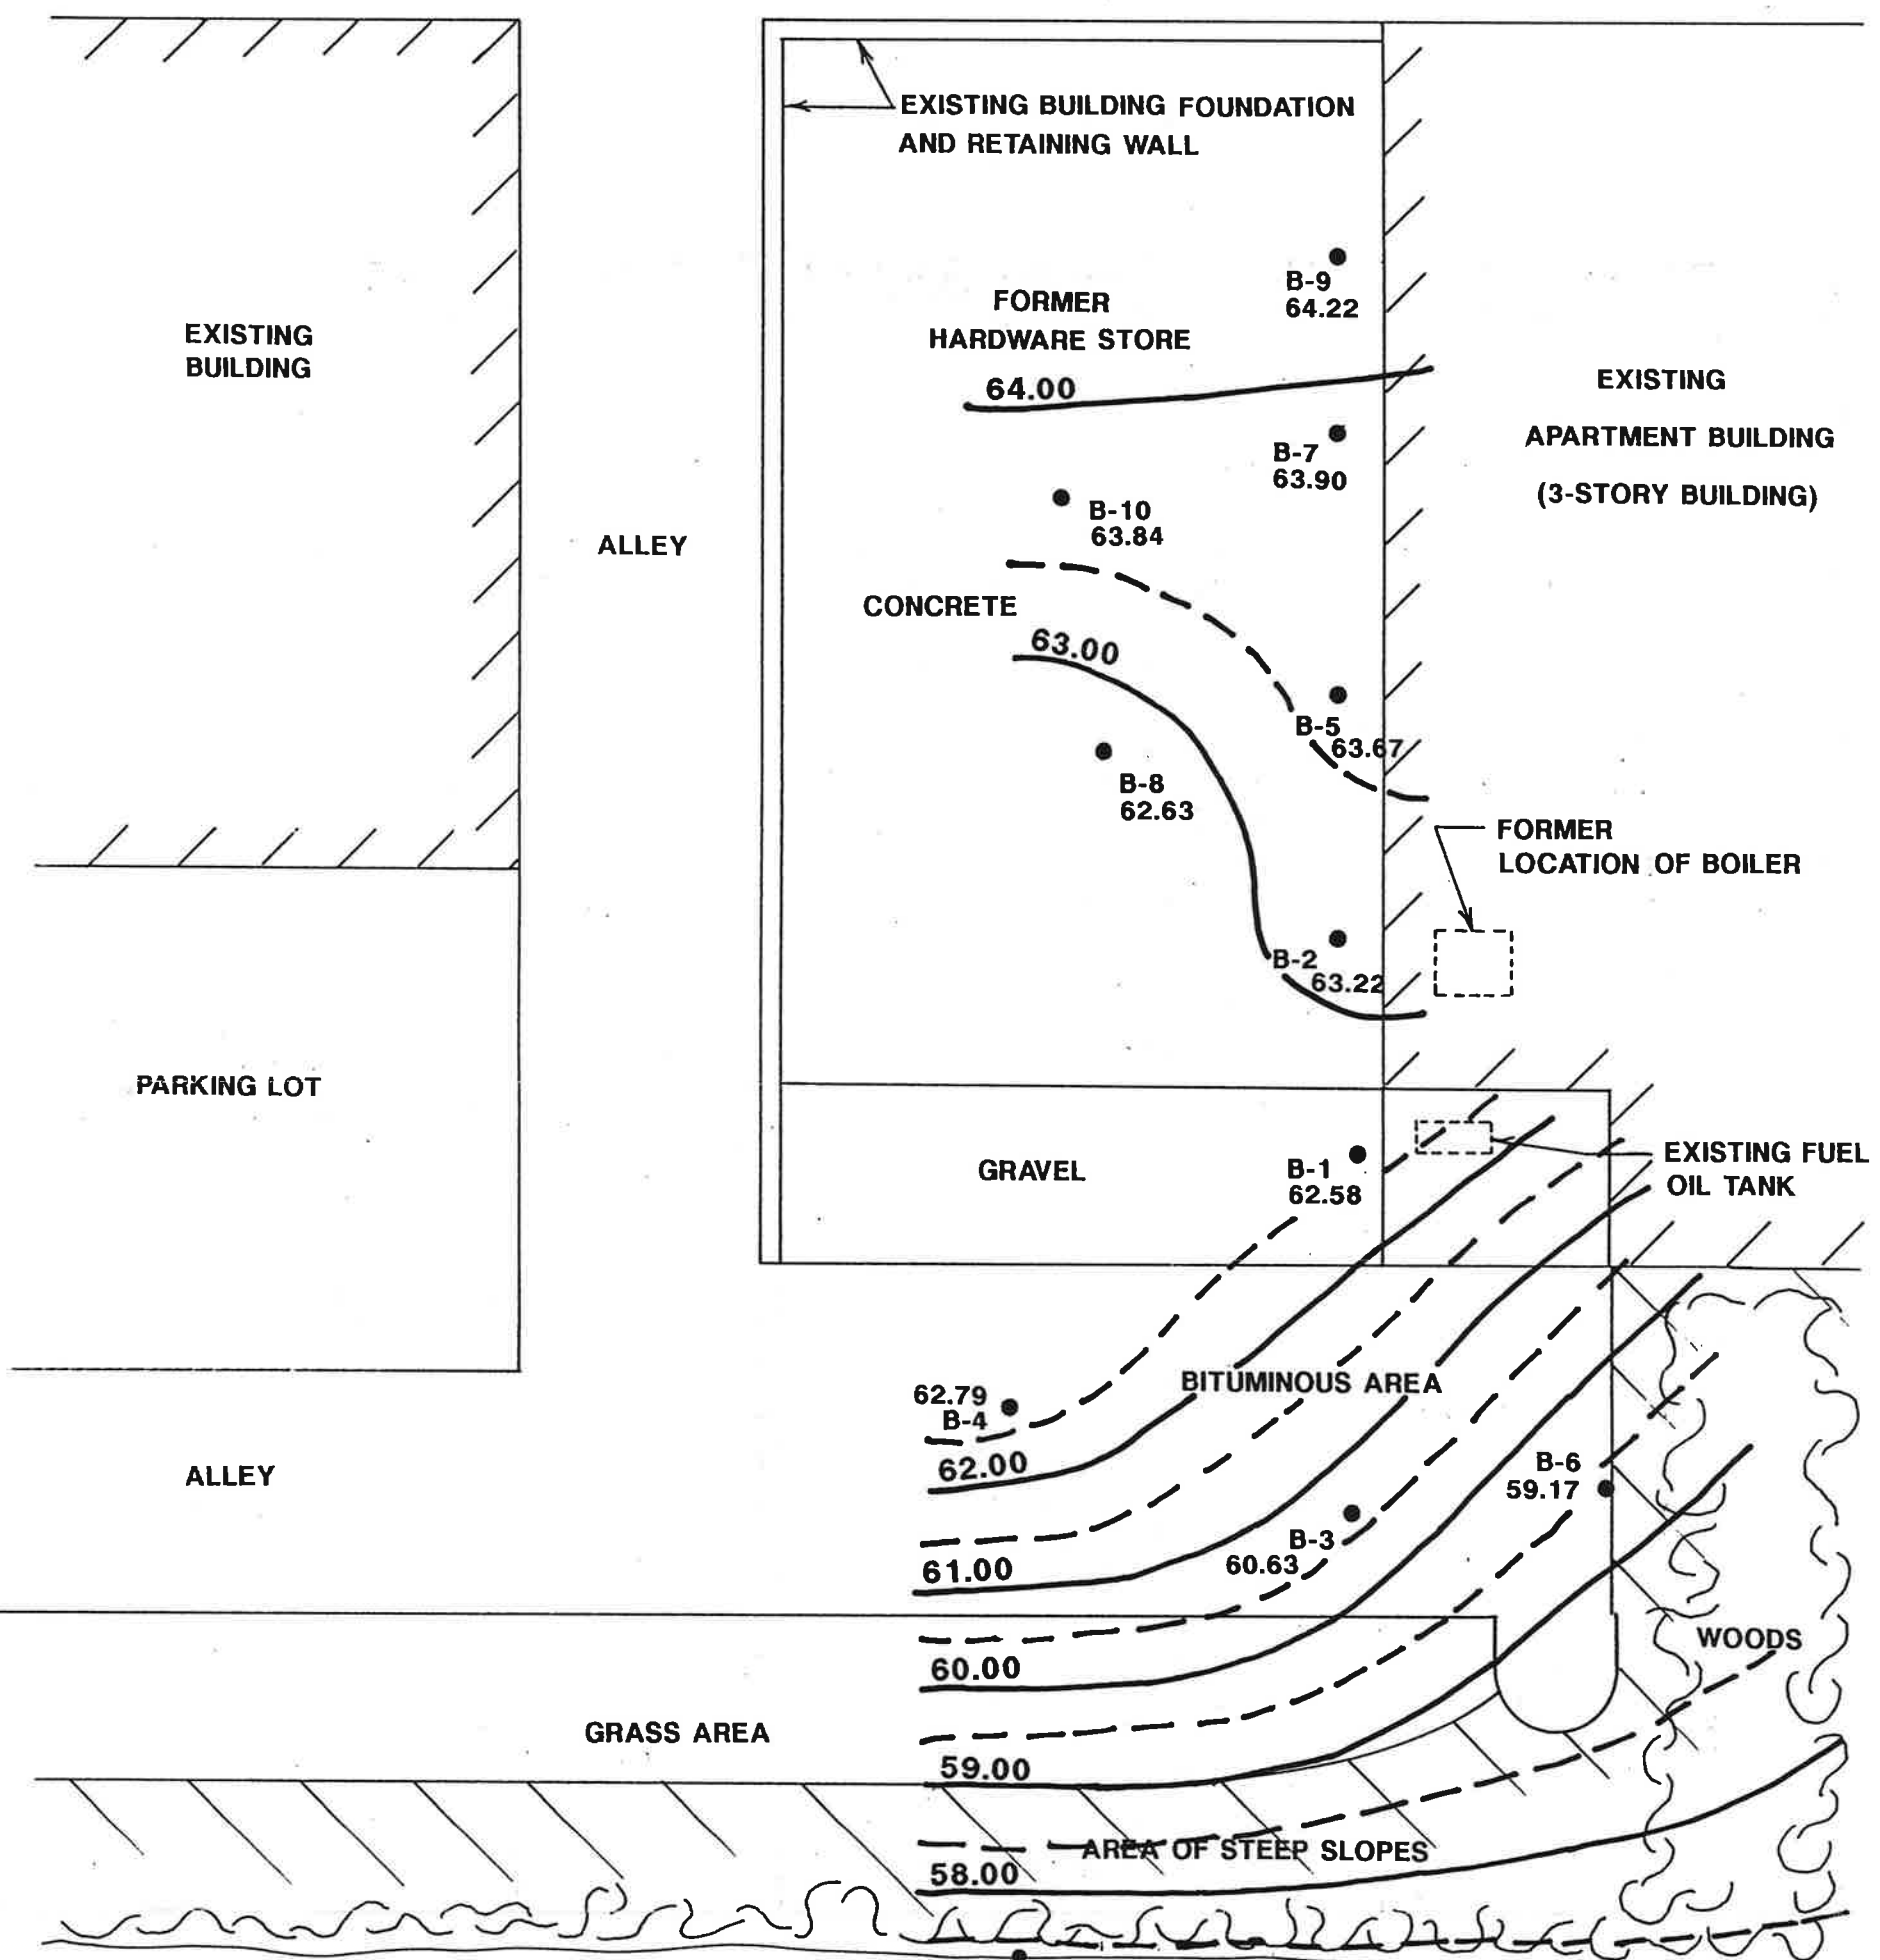 EXISTING BUILDING FOUNDATION
AND RETAINING WALL
B-9
64.22
FORMER
HARDWARE STORE
EXISTING
BUILDING
64.00
EXISTING
APARTMENT BUILDING
(3-STORY BUILDING)
B-7
63.90
B-10
63.84
ALLEY
CONCRETE
63.00
B-5
63.67
B-8
62.63
FORMER
LOCATION OF BOILER
B-2
63.22
PARKING LOT
GRAVEL
B-1
62.58
EXISTING FUEL
OIL TANK
BITUMINOUS AREA
62.79
B-4
62.00
ALLEY
B-6
59.17
B-3
60.63
61.00
60.00
WOODS
GRASS AREA
59.00
AREA OF STEEP SLOPES
58.00